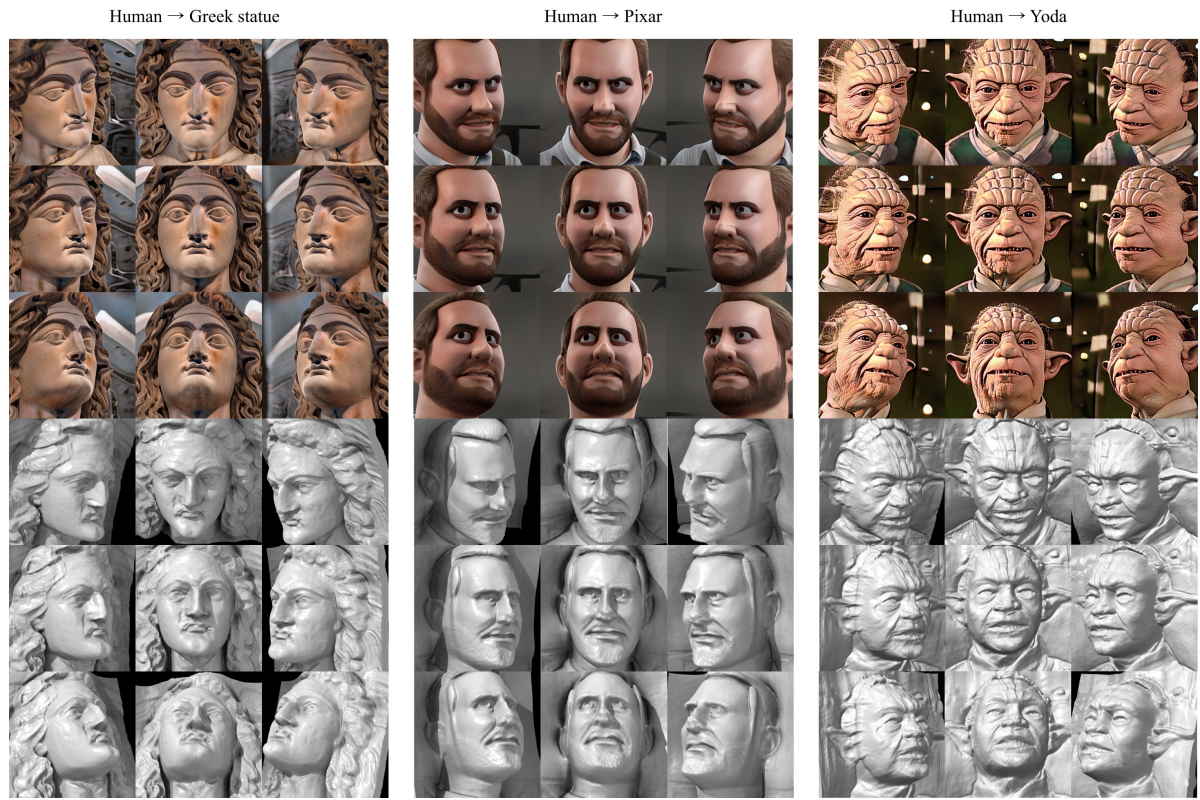 Human → Greek statue
Human → Pixar
Human → Yoda